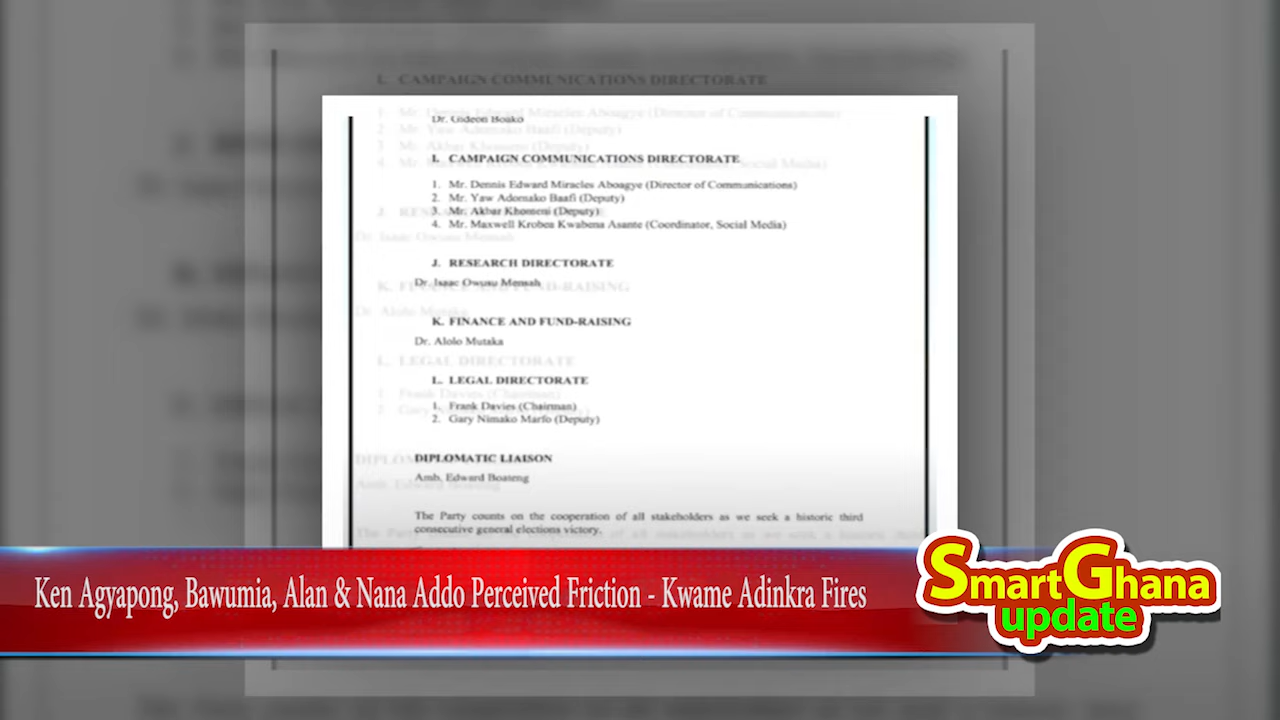 Dr. Gideon Boako
I. CAMPAIGN COMMUNICATIONS DIRECTORATE
1. Mr. Dennis Edward Miracles Aboagye (Director of Communications)
2. Mr. Yaw Adomako Baafi (Deputy)
3. Mr. Akbar Khomeni (Deputy)
4. Mr. Maxwell Krobea Kwabena Asante (Coordinator, Social Media)
J. RESEARCH DIRECTORATE
Dr. Isaac Owusu Mensah
K. FINANCE AND FUND-RAISING
Dr. Alolo Mutaka
L. LEGAL DIRECTORATE
1. Frank Davies (Chairman)
2. Gary Nimako Marfo (Deputy)
DIPLOMATIC LIAISON
Amb. Edward Boateng
The Party counts on the cooperation of all stakeholders as we seek a historic third
consecutive general elections victory.
Ken Agyapong, Bawumia, Alan & Nana Addo Perceived Friction - Kwame Adinkra Fires
SmartGhana
update